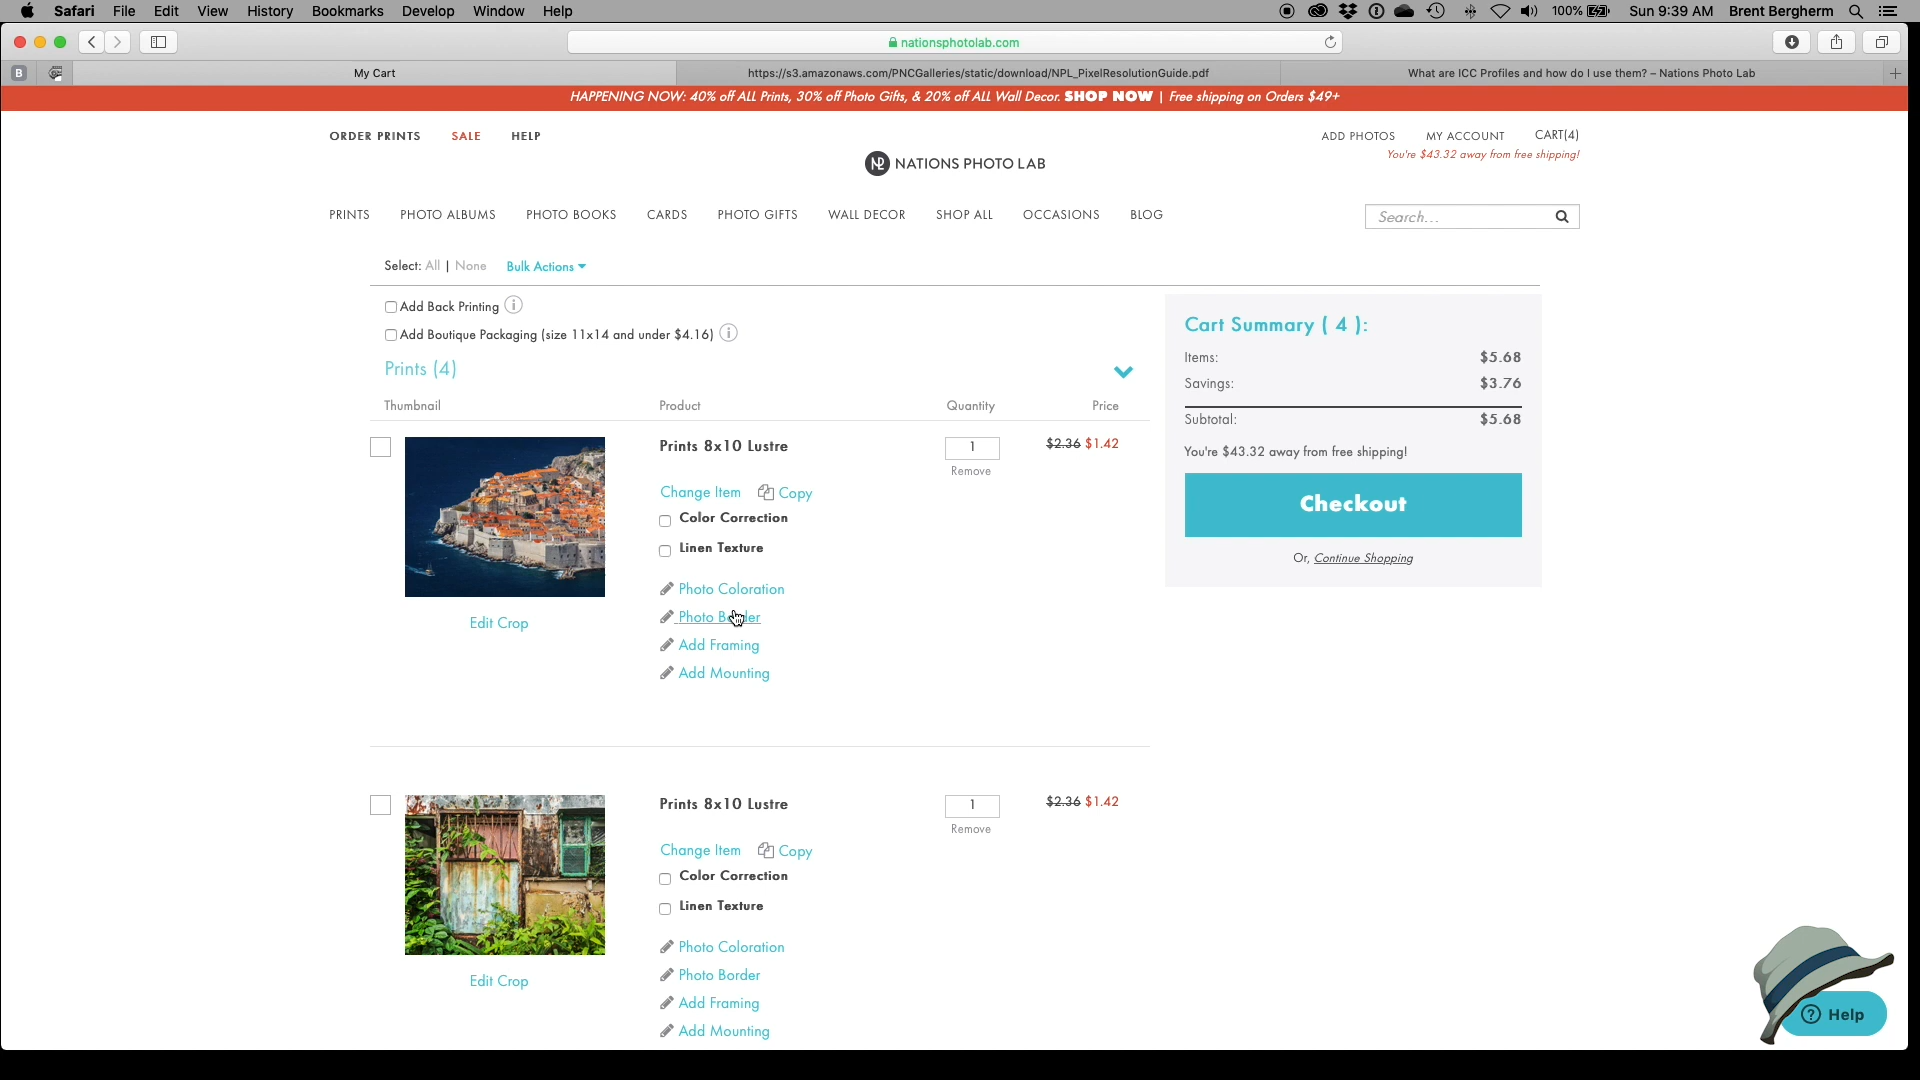 Safari File Edit View History Bookmarks Develop Window Help 100% Sun 9:39 AM Brent Bergherm
nationsphotolab.com
B My Cart https://s3.amazonaws.com/PNCGalleries/static/download/NPL_PixelResolutionGuide.pdf What are ICC Profiles and how do I use them? – Nations Photo Lab
HAPPENING NOW: 40% off ALL Prints, 30% off Photo Gifts, & 20% off ALL Wall Decor. SHOP NOW | Free shipping on Orders $49+
ORDER PRINTS SALE HELP ADD PHOTOS MY ACCOUNT CART(4)
You're $43.32 away from free shipping!
NATIONS PHOTO LAB
PRINTS PHOTO ALBUMS PHOTO BOOKS CARDS PHOTO GIFTS WALL DECOR SHOP ALL OCCASIONS BLOG Search...
Select: All | None Bulk Actions
Add Back Printing
Add Boutique Packaging (size 11x14 and under $4.16)
Prints (4)
Thumbnail Product Quantity Price
Prints 8x10 Lustre 1 $2.36 $1.42
Remove
Change Item Copy
Color Correction
Linen Texture
Photo Coloration
Photo Border
Add Framing
Add Mounting
Edit Crop
Prints 8x10 Lustre 1 $2.36 $1.42
Remove
Change Item Copy
Color Correction
Linen Texture
Photo Coloration
Photo Border
Add Framing
Add Mounting
Edit Crop
Cart Summary ( 4 ):
Items: $5.68
Savings: $3.76
Subtotal: $5.68
You're $43.32 away from free shipping!
Checkout
Or, Continue Shopping
Help